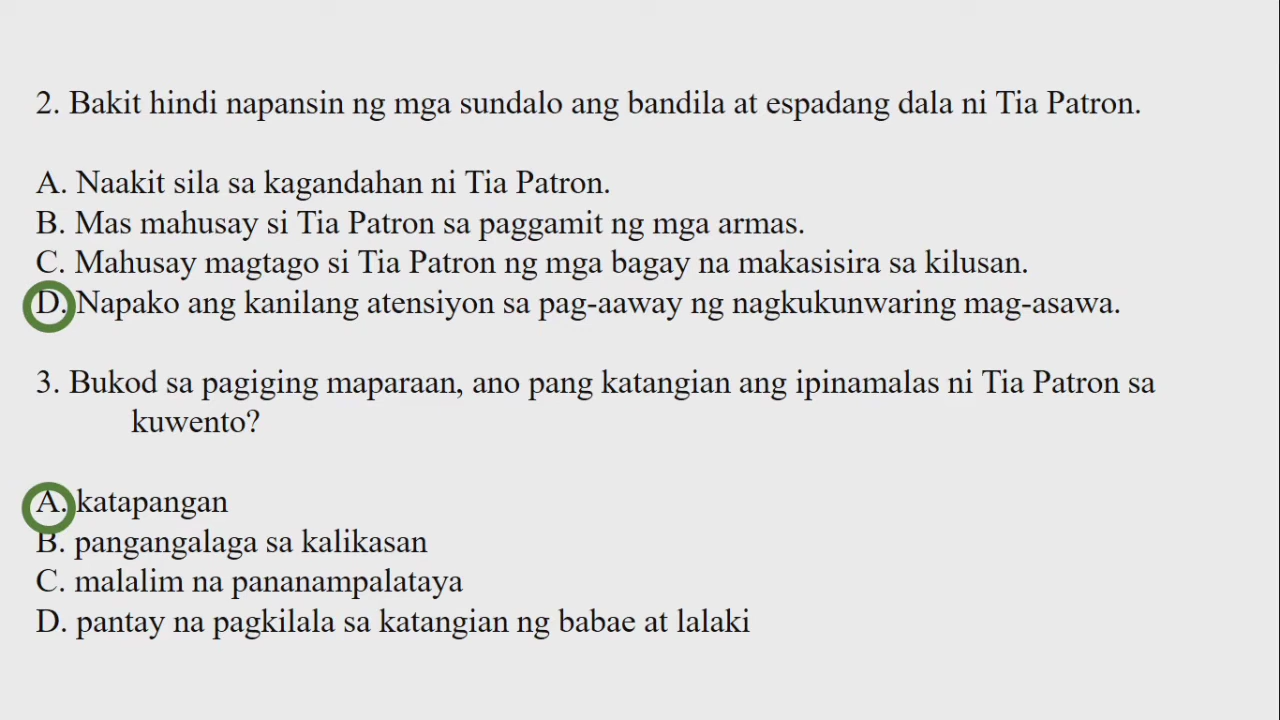 2. Bakit hindi napansin ng mga sundalo ang bandila at espadang dala ni Tia Patron.
A. Naakit sila sa kagandahan ni Tia Patron.
B. Mas mahusay si Tia Patron sa paggamit ng mga armas.
C. Mahusay magtago si Tia Patron ng mga bagay na makasisira sa kilusan.
D. Napako ang kanilang atensiyon sa pag-aaway ng nagkukunwaring mag-asawa.
3. Bukod sa pagiging maparaan, ano pang katangian ang ipinamalas ni Tia Patron sa
kuwento?
A. katapangan
B. pangangalaga sa kalikasan
C. malalim na pananampalataya
D. pantay na pagkilala sa katangian ng babae at lalaki